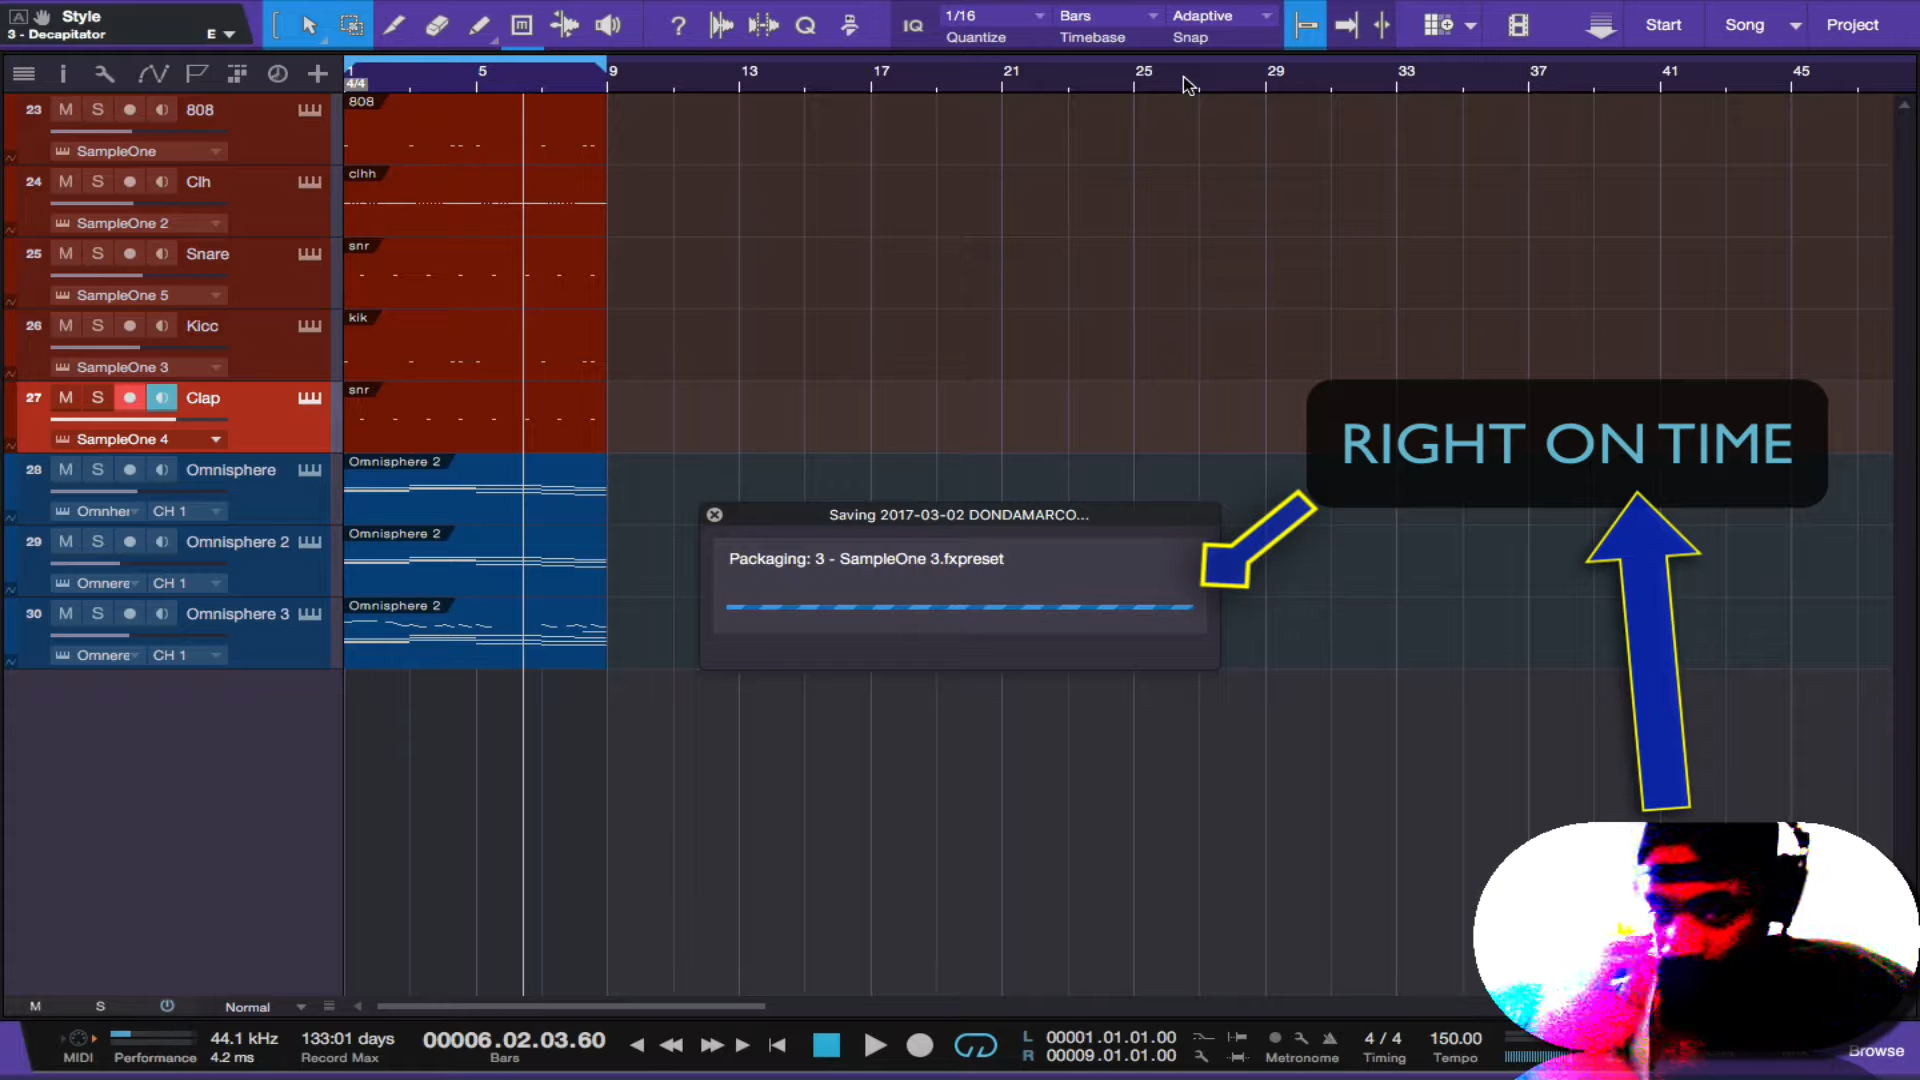 A Style
3 - Decapitator E
? Q IQ
1/16 Bars Adaptive
Quantize Timebase Snap
Start Song Project
1 5 9 13 17 21 25 29 33 37 41 45
4/4
23 M S 808
SampleOne
808
24 M S Clh
SampleOne 2
clhh
25 M S Snare
SampleOne 5
snr
26 M S Kicc
SampleOne 3
kik
27 M S Clap
SampleOne 4
snr
28 M S Omnisphere
Omnher CH 1
Omnisphere 2
29 M S Omnisphere 2
Omnere CH 1
Omnisphere 2
30 M S Omnisphere 3
Omnere CH 1
Omnisphere 2
RIGHT ON TIME
Saving 2017-03-02 DONDAMARCO...
Packaging: 3 - SampleOne 3.fxpreset
M S Normal
MIDI
Performance
44.1 kHz
4.2 ms
133:01 days
Record Max
00006.02.03.60
Bars
L 00001.01.01.00
R 00009.01.01.00
Metronome
4 / 4
Timing
150.00
Tempo
Browse